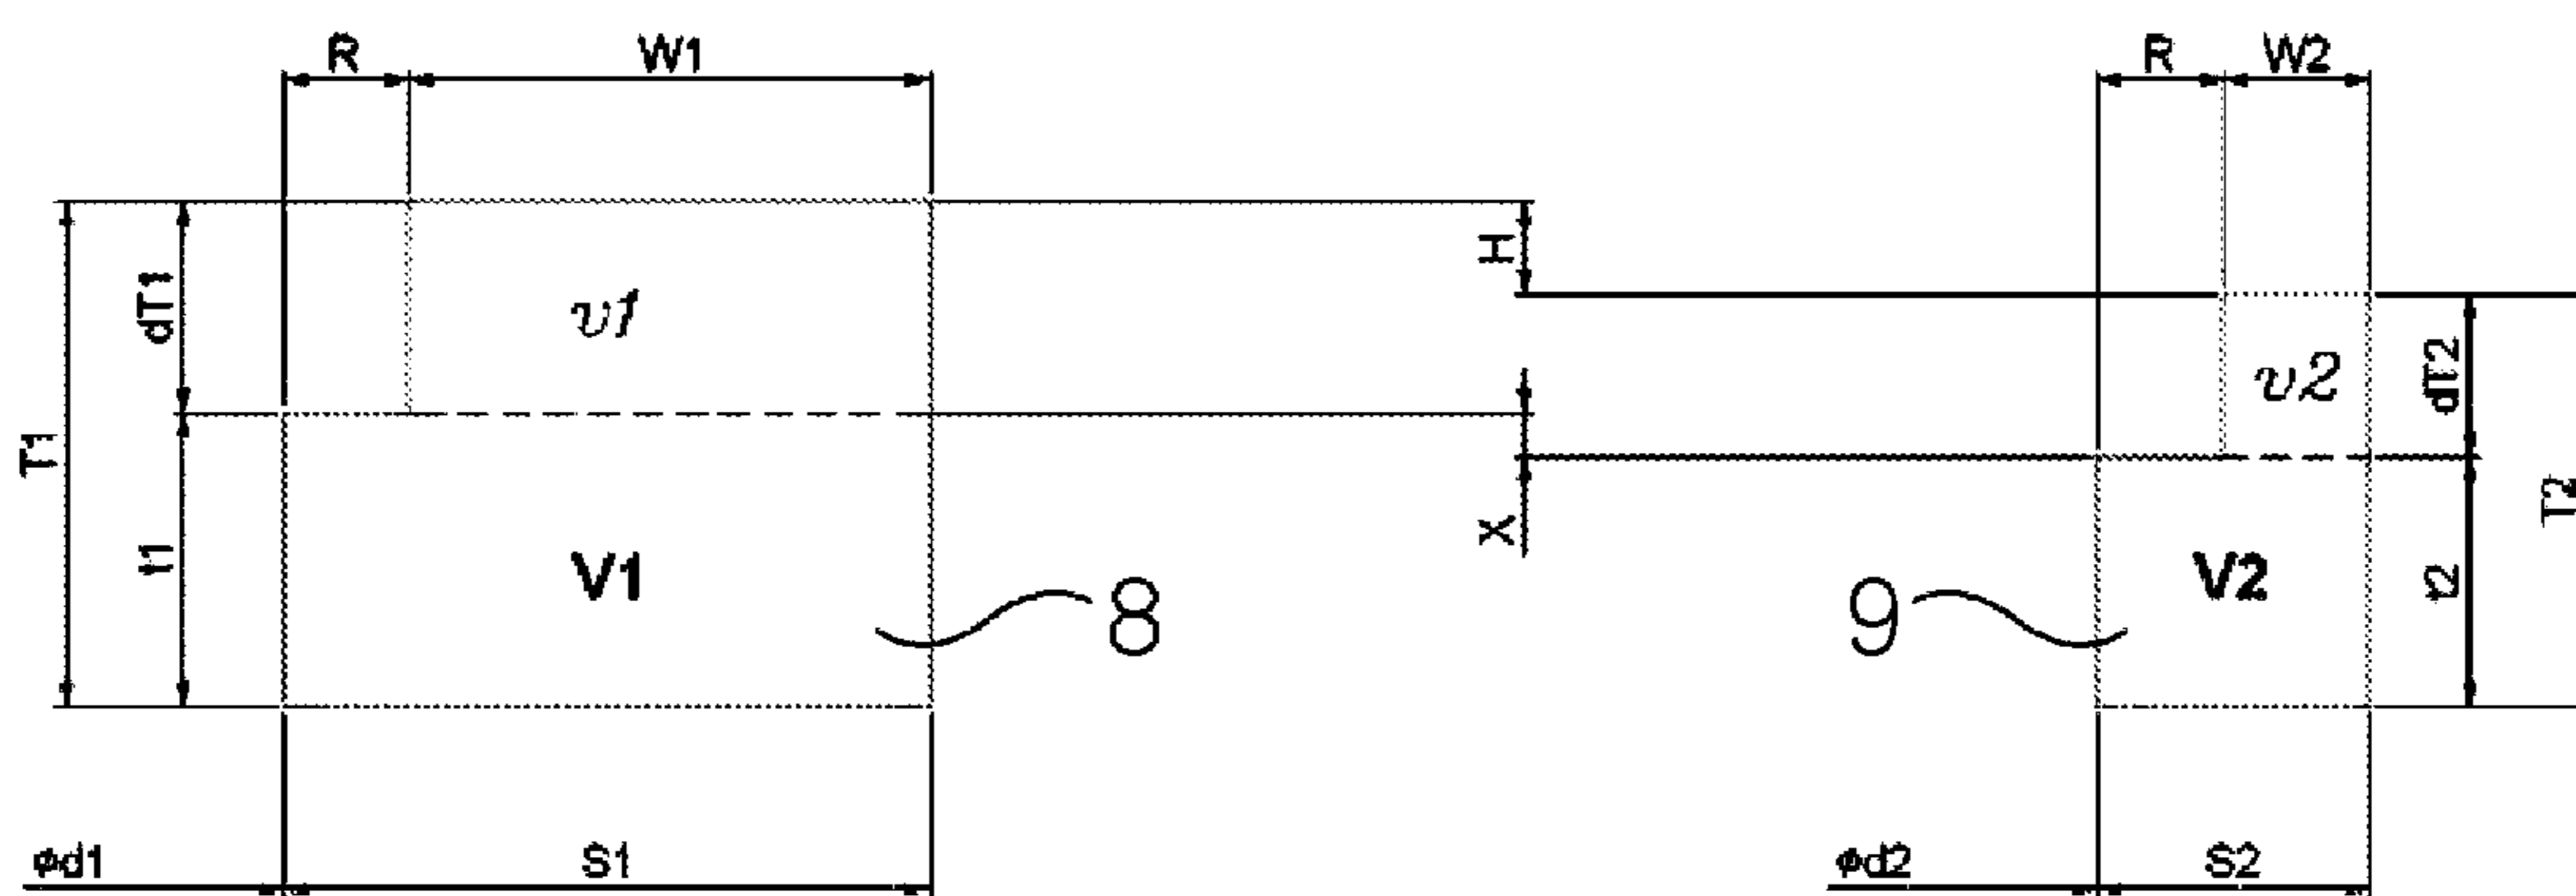 R W1 R W2
H
dT1 v1 dT2 v2
T1 T2
t1 V1 X V2 t2
8 9
φd1 S1 φd2 S2